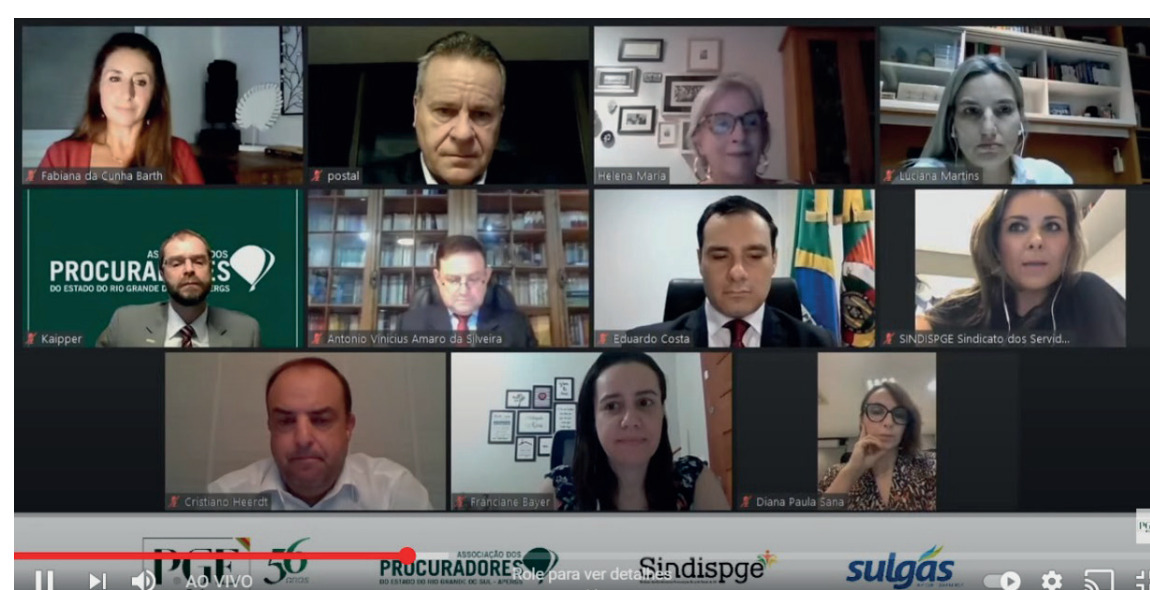 Fabiana da Cunha Barth
postal
Helena Maria
Luciana Martins
PROCURA ES
DO ESTADO DO RIO GRANDE D
Kaipper
Antonio Vinicius Amaro da Silveira
Eduardo Costa
SINDISPGE Sindicato dos Servid...
Cristiano Heerdt
Franciane Bayer
Diana Paula Sana
PGE 56 anos
ASSOCIAÇÃO DOS
PROCURADORES
DO ESTADO DO RIO GRANDE DO SUL - APERGS
Sindispge
sulgás
AO VIVO
Role para ver detalhes